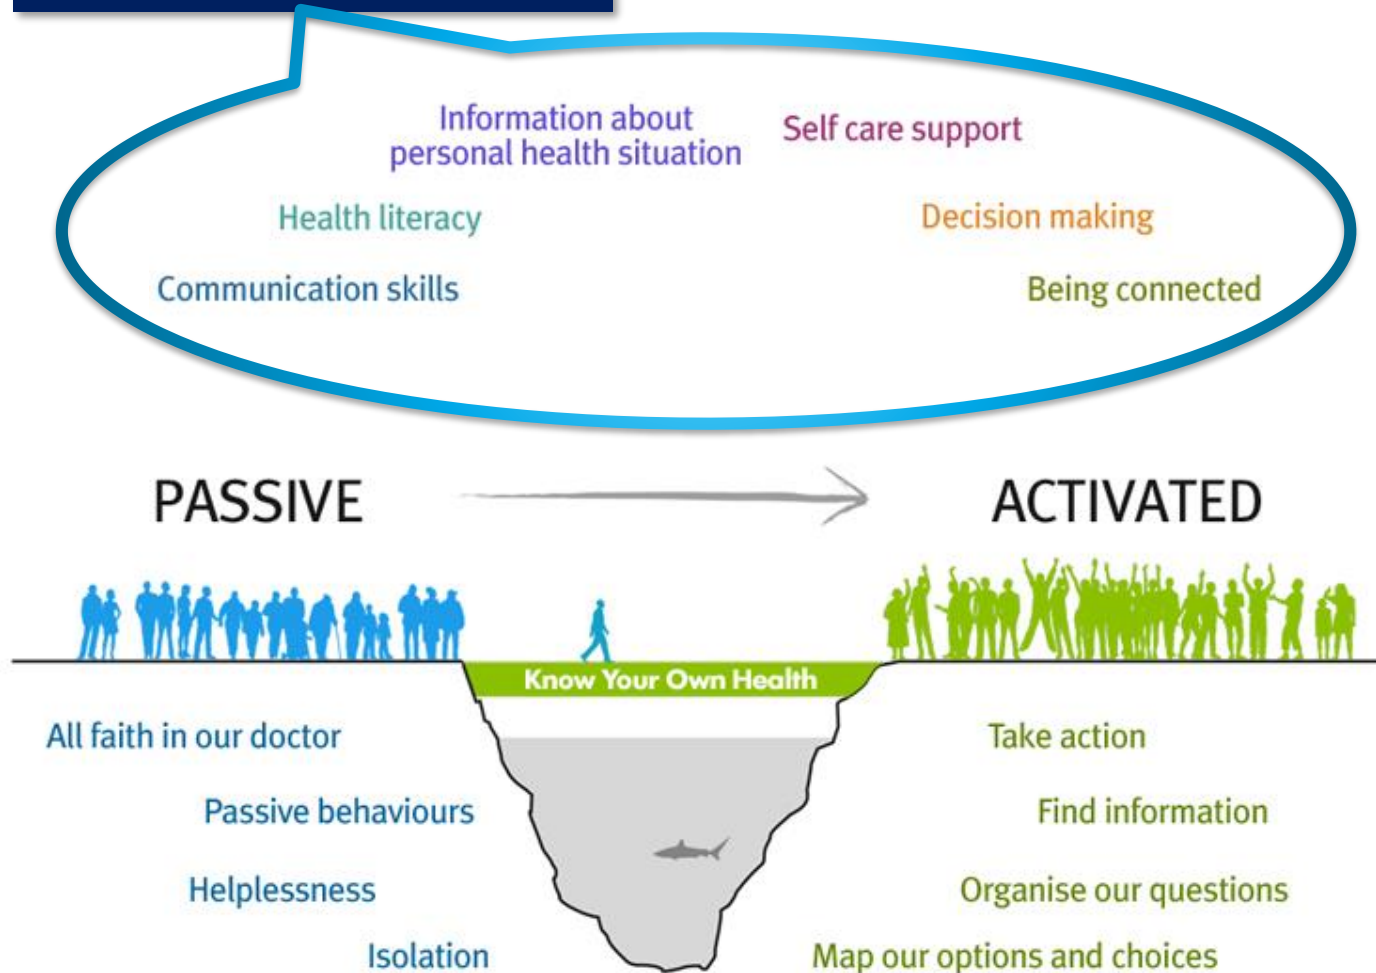 Information about
personal health situation
Self care support
Health literacy
Decision making
Communication skills
Being connected
PASSIVE
ACTIVATED
Know Your Own Health
All faith in our doctor
Take action
Passive behaviours
Find information
Helplessness
Organise our questions
Isolation
Map our options and choices